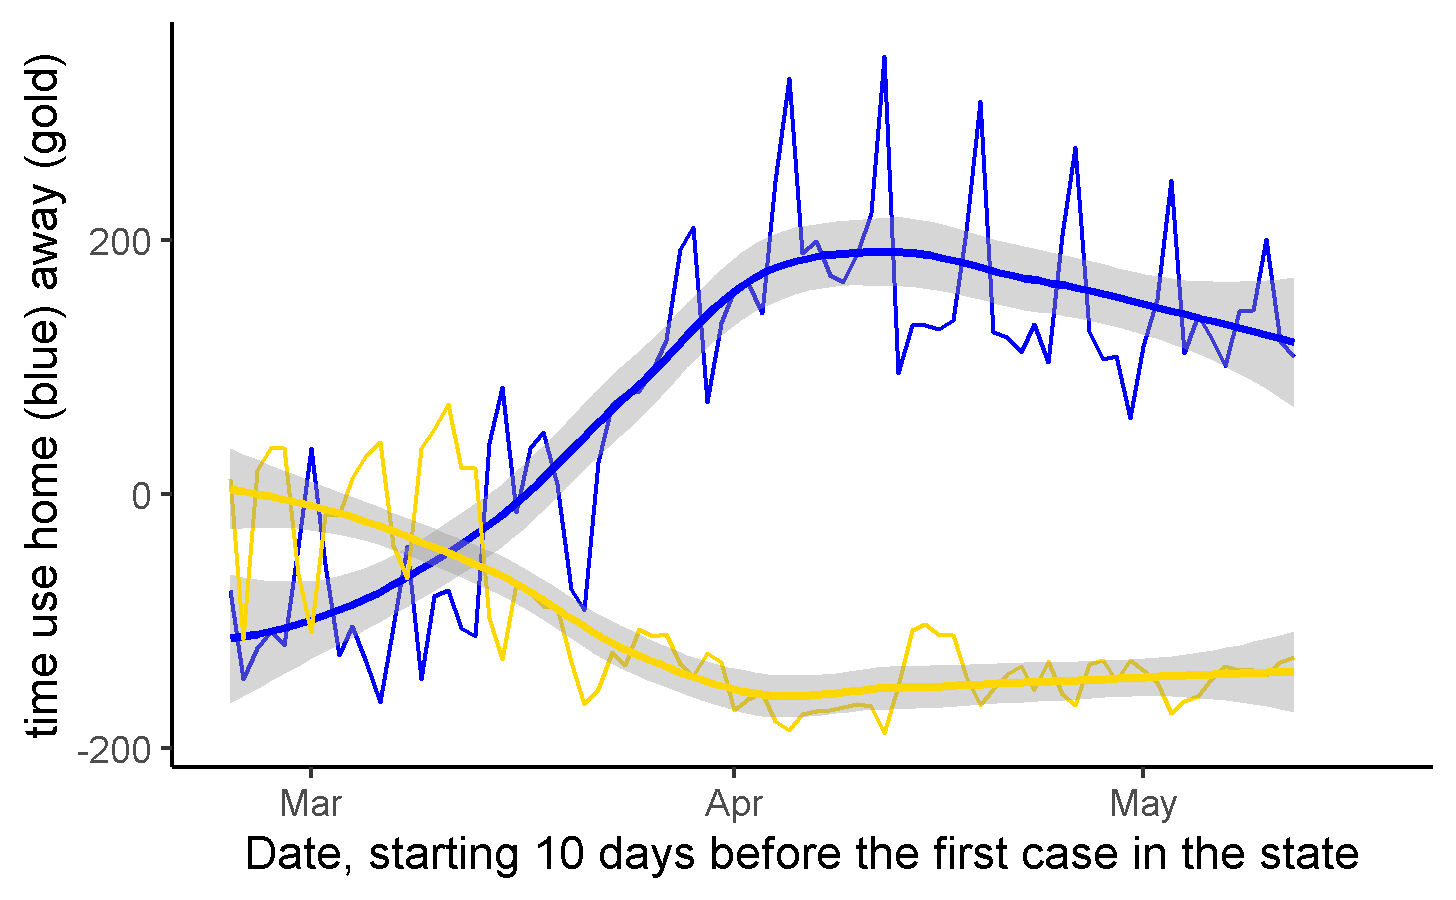 time use home (blue) away (gold)
200
0
-200
Mar
Apr
May
Date, starting 10 days before the first case in the state